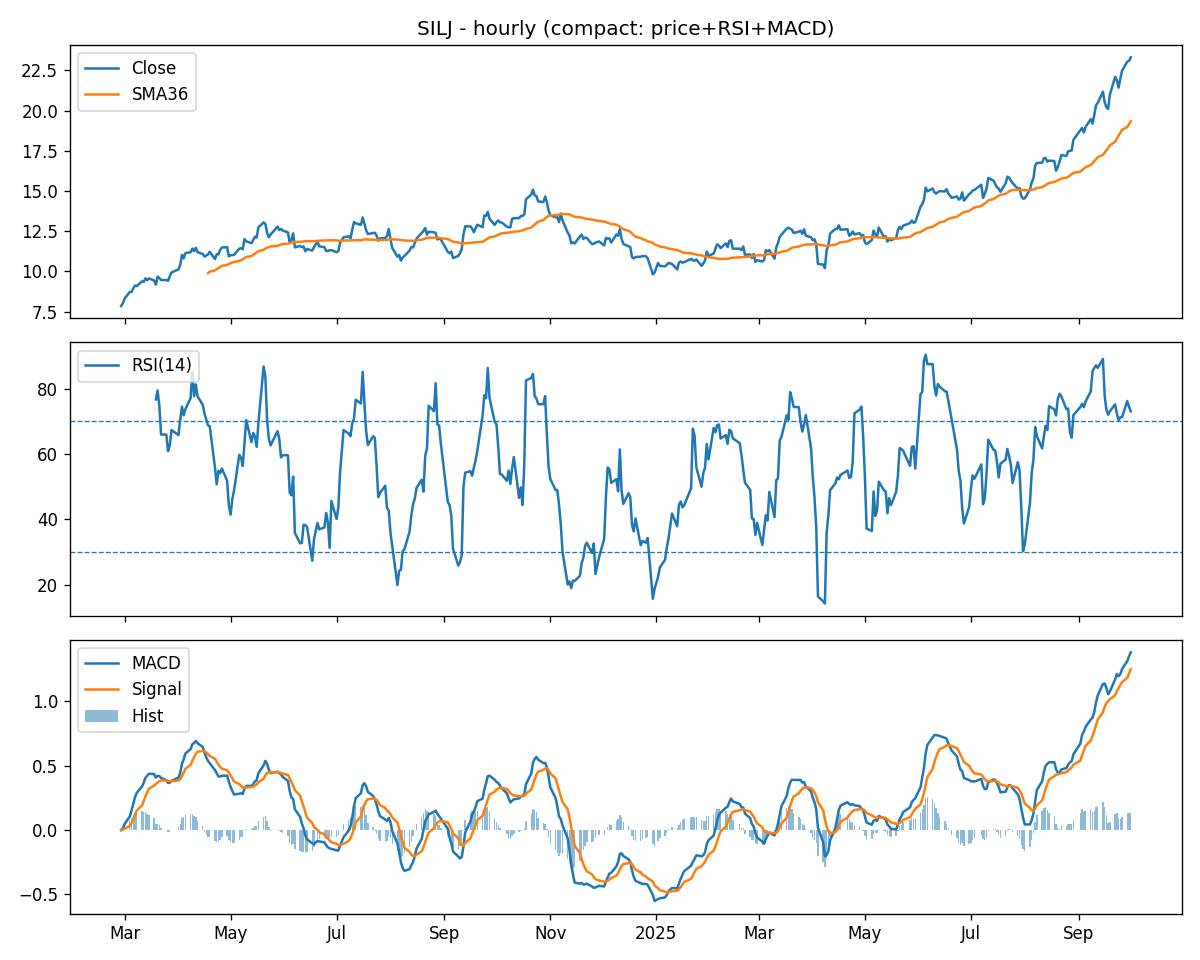 SILJ - hourly (compact: price+RSI+MACD)
Close
SMA36
22.5
20.0
17.5
15.0
12.5
10.0
7.5
RSI(14)
80
60
40
20
MACD
Signal
Hist
1.0
0.5
0.0
−0.5
Mar May Jul Sep Nov 2025 Mar May Jul Sep